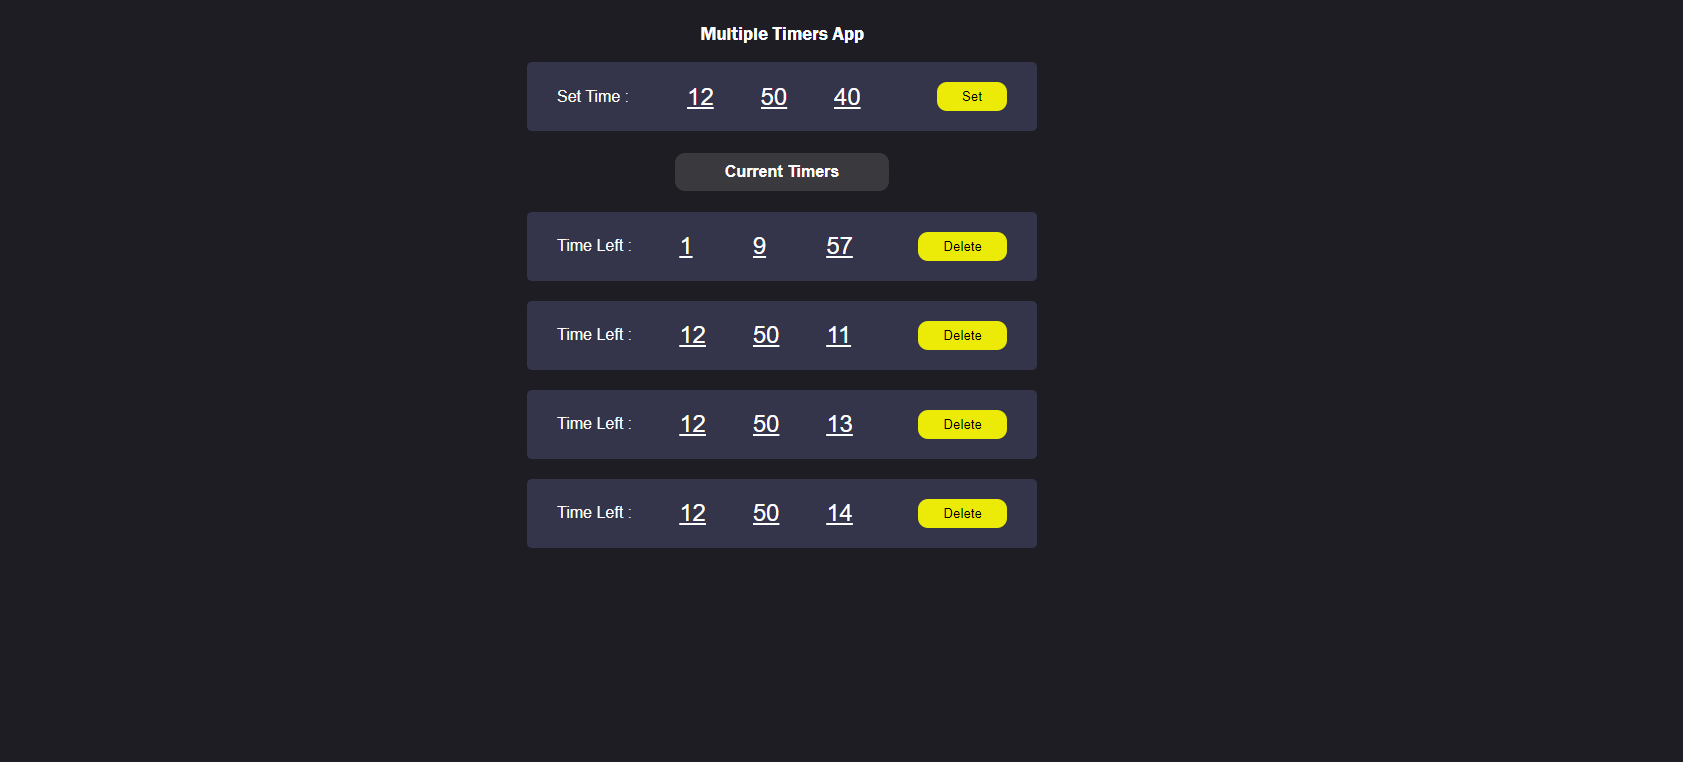 Multiple Timers App
Set Time : 12 50 40 Set
Current Timers
Time Left : 1 9 57 Delete
Time Left : 12 50 11 Delete
Time Left : 12 50 13 Delete
Time Left : 12 50 14 Delete